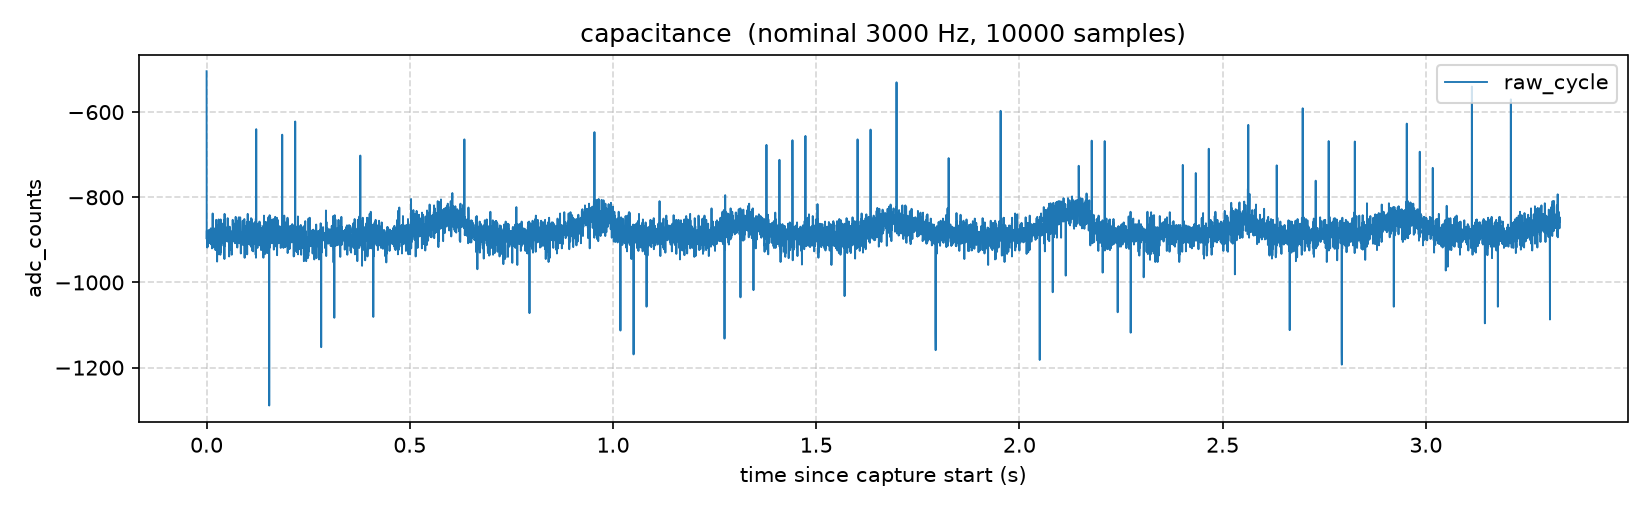 capacitance  (nominal 3000 Hz, 10000 samples)
raw_cycle
adc_counts
−600
−800
−1000
−1200
0.0 0.5 1.0 1.5 2.0 2.5 3.0
time since capture start (s)